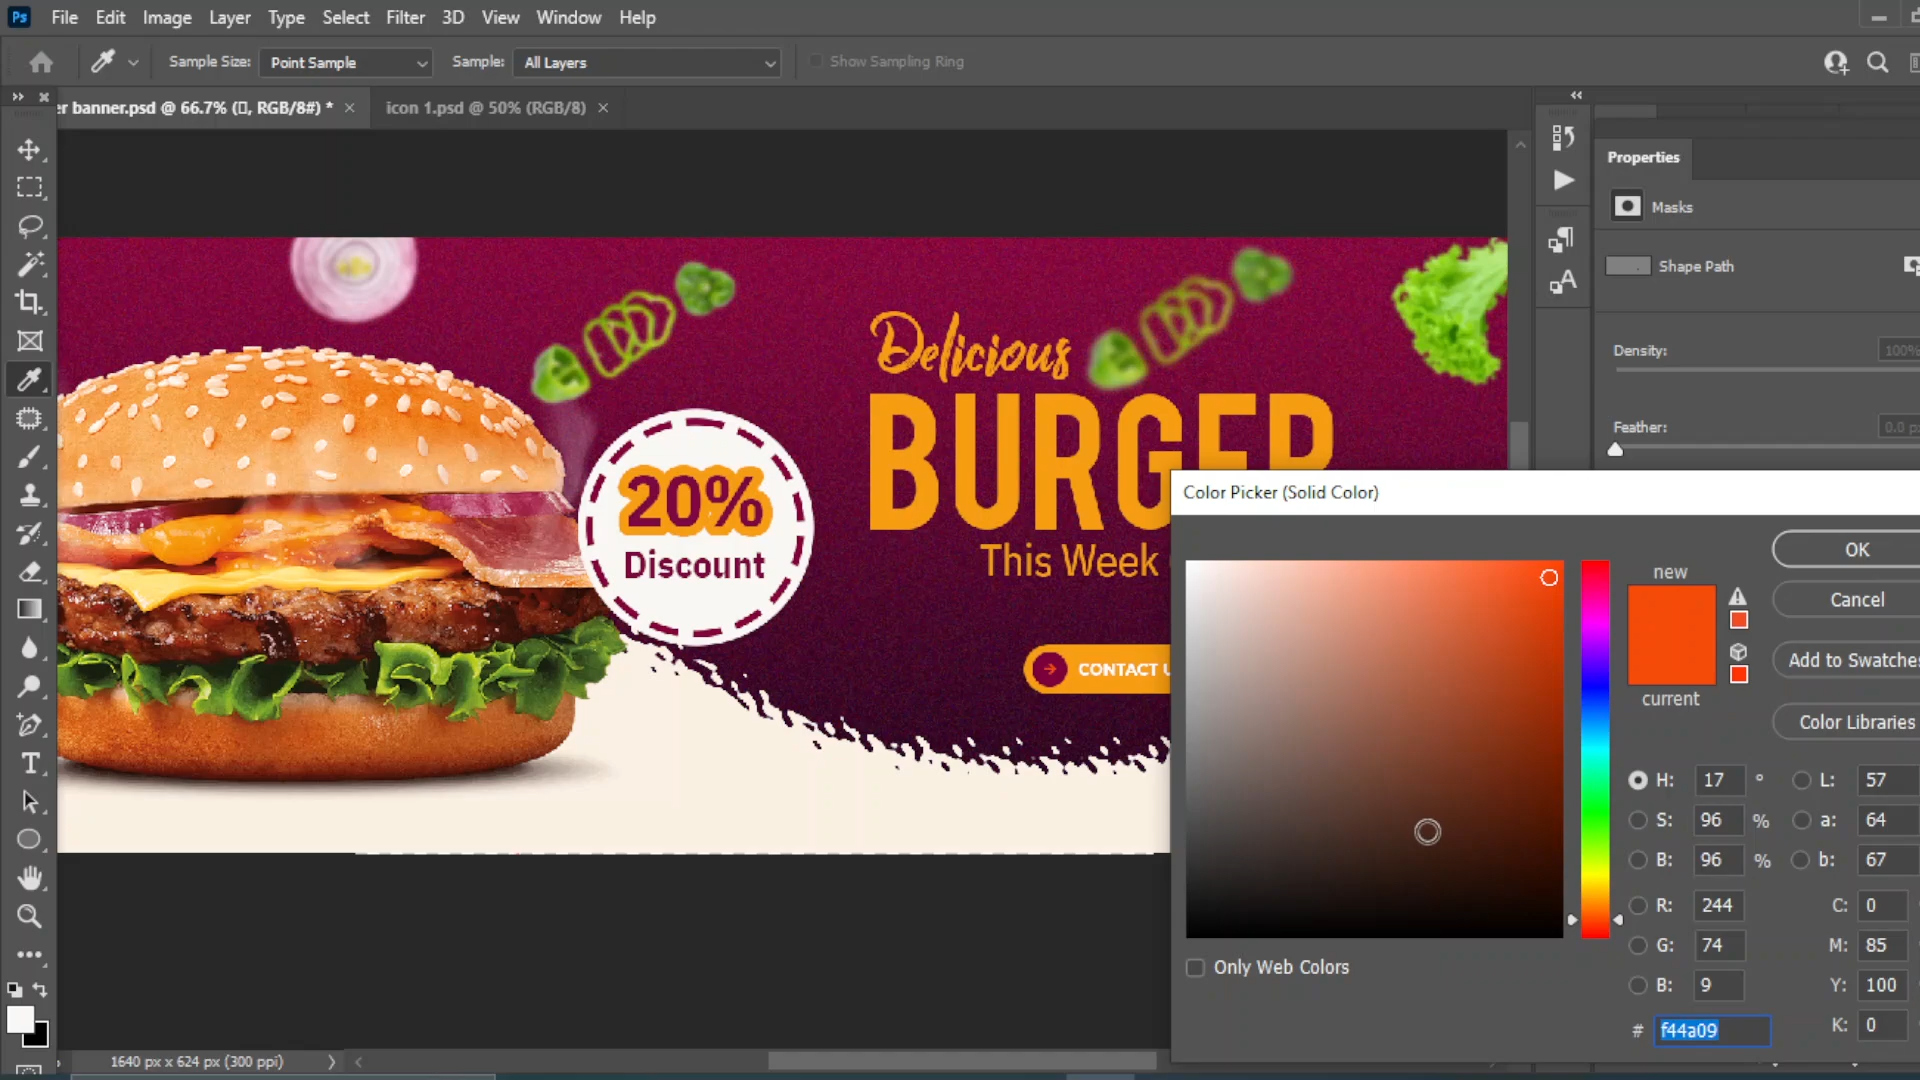 Ps File Edit Image Layer Type Select Filter 3D View Window Help
Sample Size: Point Sample Sample: All Layers Show Sampling Ring
er banner.psd @ 66.7% (▯, RGB/8#) * × icon 1.psd @ 50% (RGB/8) ×
Properties
Masks
Shape Path
Density: 100%
Feather: 0.0 p
Delicious
BURGER
This Week
20%
Discount
CONTACT U
Color Picker (Solid Color)
new
current
OK
Cancel
Add to Swatches
Color Libraries
H: 17 ° L: 57
S: 96 % a: 64
B: 96 % b: 67
R: 244 C: 0
G: 74 M: 85
B: 9 Y: 100
# f44a09 K: 0
Only Web Colors
1640 px x 624 px (300 ppi)